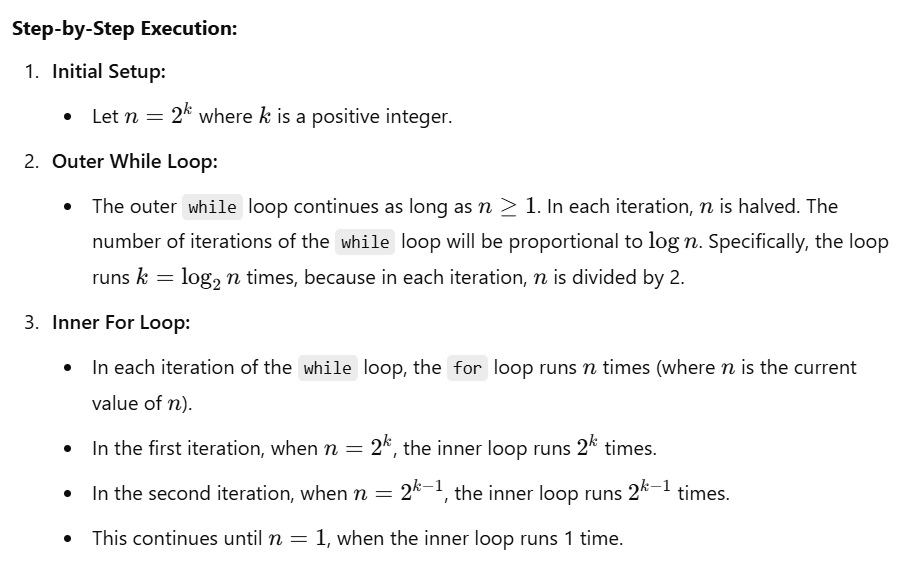 Step-by-Step Execution:
1. Initial Setup:
• Let n = 2^k where k is a positive integer.
2. Outer While Loop:
• The outer while loop continues as long as n ≥ 1. In each iteration, n is halved. The
number of iterations of the while loop will be proportional to log n. Specifically, the loop
runs k = log₂ n times, because in each iteration, n is divided by 2.
3. Inner For Loop:
• In each iteration of the while loop, the for loop runs n times (where n is the current
value of n).
• In the first iteration, when n = 2^k, the inner loop runs 2^k times.
• In the second iteration, when n = 2^{k−1}, the inner loop runs 2^{k−1} times.
• This continues until n = 1, when the inner loop runs 1 time.